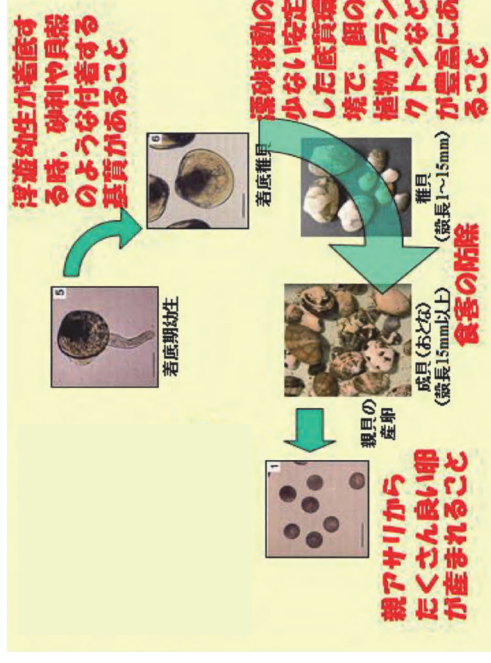 浮遊幼生が着底す
る時、砂利や貝殻
のような付着する
基質があること
5
着底期幼生
6
着底稚貝
漂砂移動の
少ない安定
した底質環
境で、餌の
植物プラン
クトンなど
が豊富にあ
ること
稚貝
(殻長1~15mm)
食害の防除
成貝(おとな)
(殻長15mm以上)
親貝の
産卵
1
親アサリから
たくさん良い卵
が産まれること